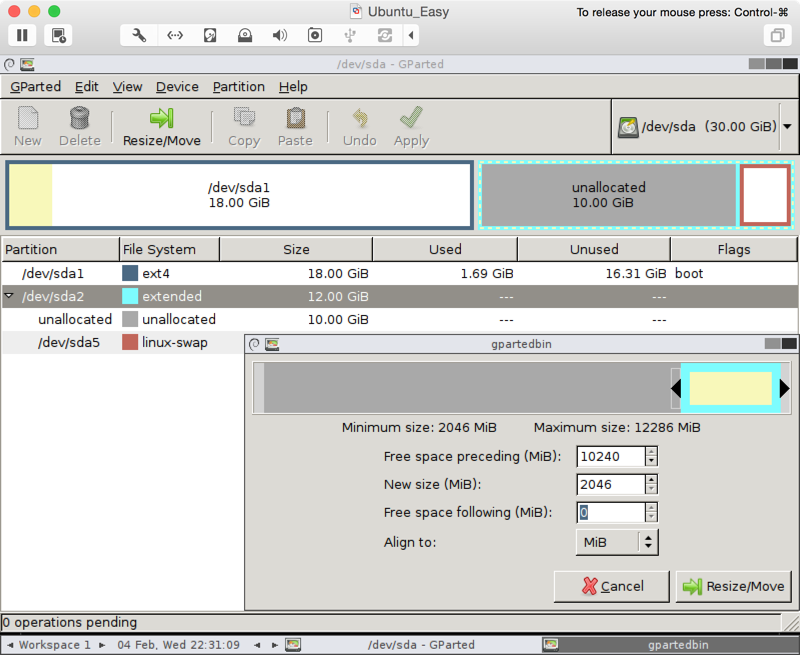 Ubuntu_Easy
To release your mouse press: Control-⌘
/dev/sda - GParted
GParted Edit View Device Partition Help
New Delete Resize/Move Copy Paste Undo Apply /dev/sda (30.00 GiB)
/dev/sda1 unallocated
18.00 GiB 10.00 GiB
Partition File System Size Used Unused Flags
/dev/sda1 ext4 18.00 GiB 1.69 GiB 16.31 GiB boot
/dev/sda2 extended 12.00 GiB --- ---
unallocated unallocated 10.00 GiB --- ---
/dev/sda5 linux-swap
gpartedbin
Minimum size: 2046 MiB Maximum size: 12286 MiB
Free space preceding (MiB): 10240
New size (MiB): 2046
Free space following (MiB): 0
Align to: MiB
Cancel Resize/Move
0 operations pending
Workspace 1 04 Feb, Wed 22:31:09 /dev/sda - GParted gpartedbin